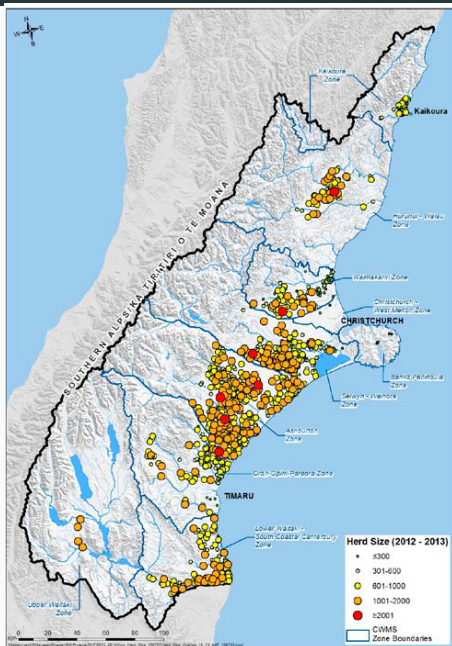 N
W
E
S
Kaikoura
Zone
Kaikoura
SOUTHERN ALPS/KA TIRITIRI O TE MOANA
Hurunui - Waiau
Zone
Waimakariri Zone
Christchurch -
West Melton Zone
CHRISTCHURCH
Banks Peninsula
Zone
Selwyn - Waihora
Zone
Ashburton
Zone
Orari-Opihi-Pareora Zone
TIMARU
Lower Waitaki -
South Coastal Canterbury
Zone
Upper Waitaki
Zone
Herd Size (2012 - 2013)
≤300
301-600
601-1000
1001-2000
≥2001
CWMS
Zone Boundaries
Km
0 20 40 60 80 100